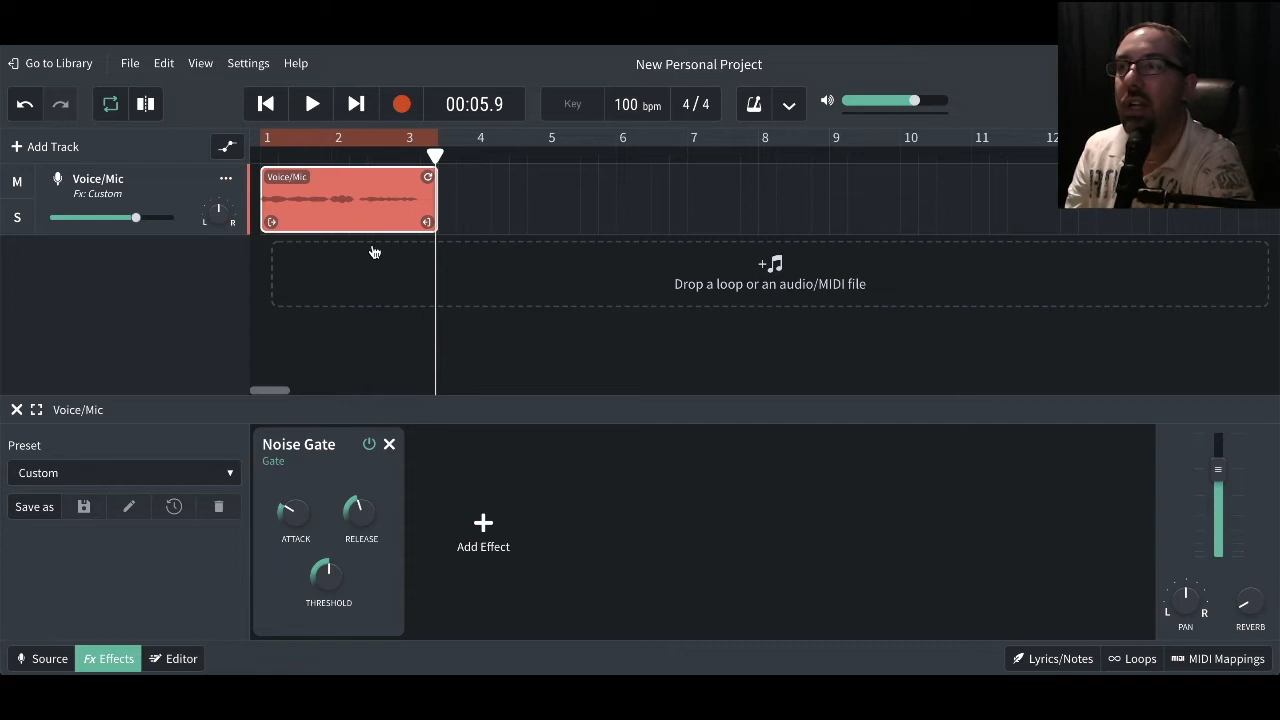 Go to Library File Edit View Settings Help New Personal Project
00:05.9 Key 100 bpm 4 / 4
+ Add Track 1 2 3 4 5 6 7 8 9 10 11 12
M Voice/Mic ...
Fx: Custom
S L R
Voice/Mic
Drop a loop or an audio/MIDI file
Voice/Mic
Preset
Custom
Save as
Noise Gate
Gate
ATTACK RELEASE
THRESHOLD
Add Effect
L R
PAN REVERB
Source Fx Effects Editor Lyrics/Notes Loops MIDI Mappings